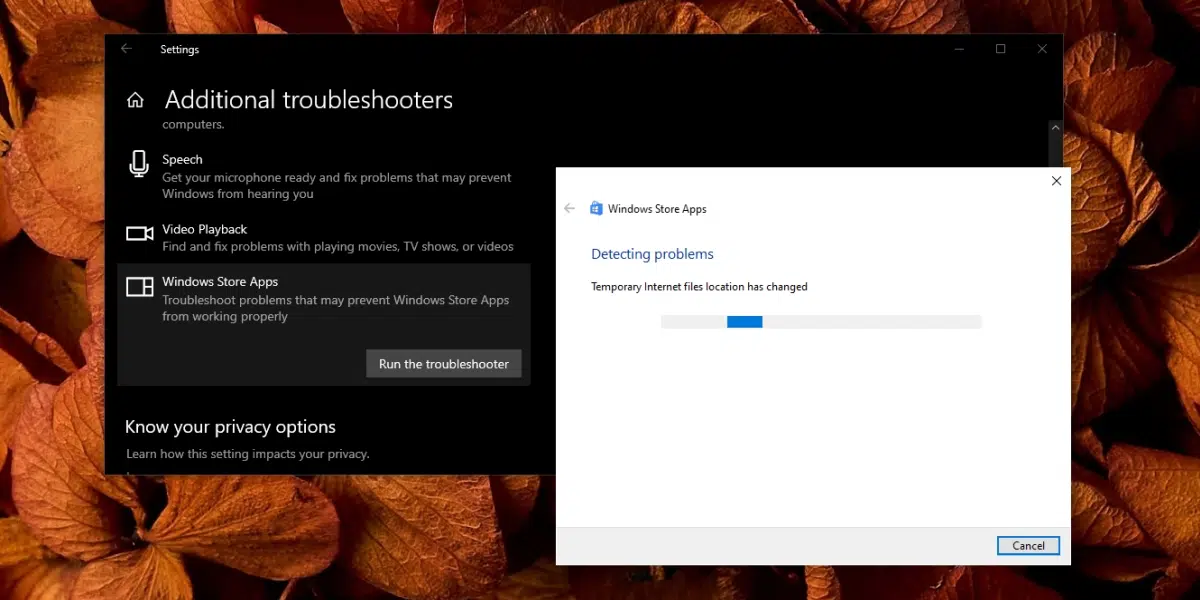 Settings
Additional troubleshooters
computers.
Speech
Get your microphone ready and fix problems that may prevent
Windows from hearing you
Video Playback
Find and fix problems with playing movies, TV shows, or videos
Windows Store Apps
Troubleshoot problems that may prevent Windows Store Apps
from working properly
Run the troubleshooter
Know your privacy options
Learn how this setting impacts your privacy.
Windows Store Apps
Detecting problems
Temporary Internet files location has changed
Cancel